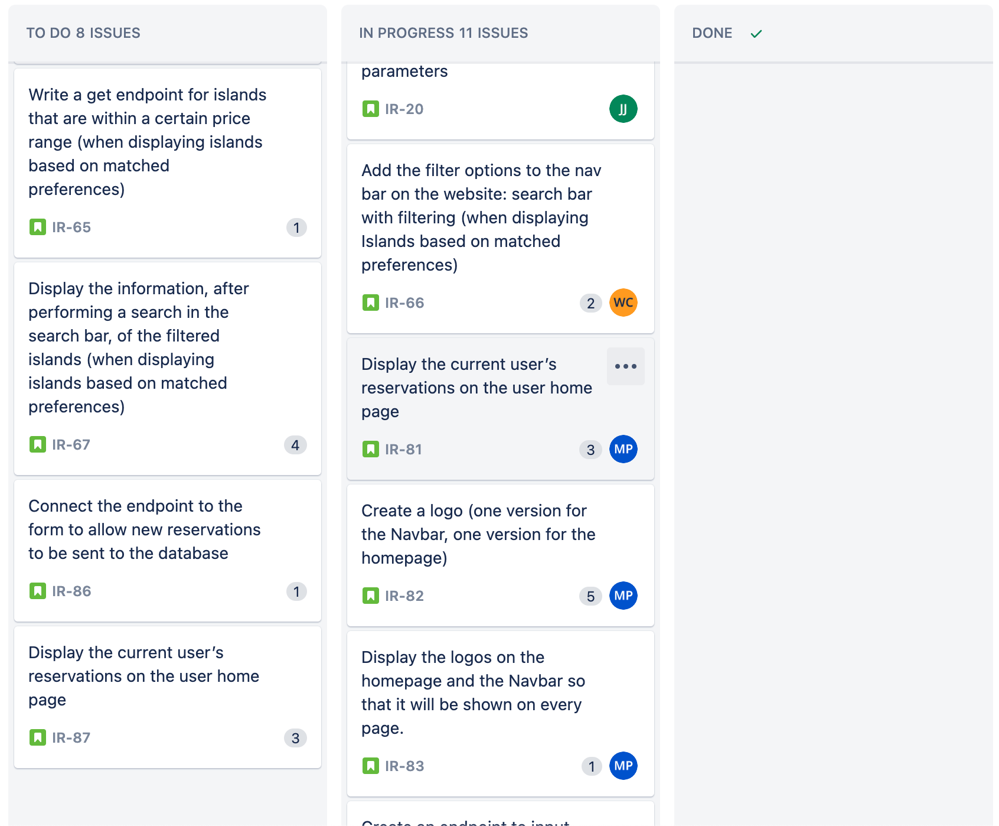 TO DO 8 ISSUES
Write a get endpoint for islands
that are within a certain price
range (when displaying islands
based on matched
preferences)
IR-65
1
Display the information, after
performing a search in the
search bar, of the filtered
islands (when displaying
islands based on matched
preferences)
IR-67
4
Connect the endpoint to the
form to allow new reservations
to be sent to the database
IR-86
1
Display the current user’s
reservations on the user home
page
IR-87
3
IN PROGRESS 11 ISSUES
parameters
IR-20
JJ
Add the filter options to the nav
bar on the website: search bar
with filtering (when displaying
Islands based on matched
preferences)
IR-66
2 WC
Display the current user’s
reservations on the user home
page
IR-81
3 MP
Create a logo (one version for
the Navbar, one version for the
homepage)
IR-82
5 MP
Display the logos on the
homepage and the Navbar so
that it will be shown on every
page.
IR-83
1 MP
Create an endpoint to input
DONE